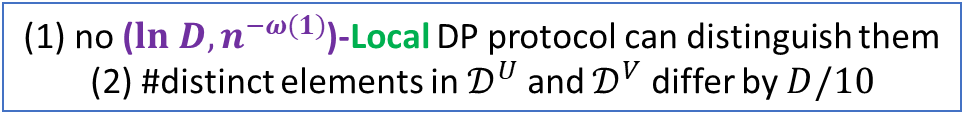 (1) no (ln D, n^{-ω(1)})-Local DP protocol can distinguish them
(2) #distinct elements in 𝒟^U and 𝒟^V differ by D/10